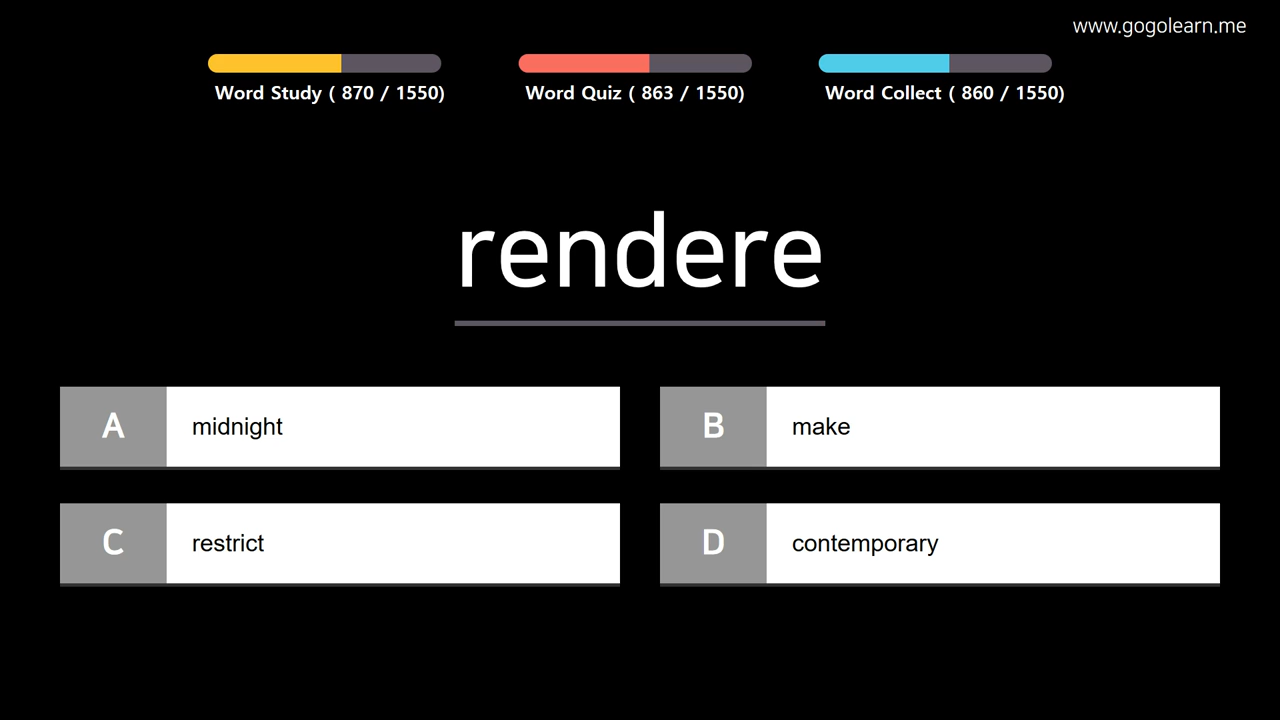 www.gogolearn.me
Word Study ( 870 / 1550)
Word Quiz ( 863 / 1550)
Word Collect ( 860 / 1550)
rendere
A midnight
B make
C restrict
D contemporary